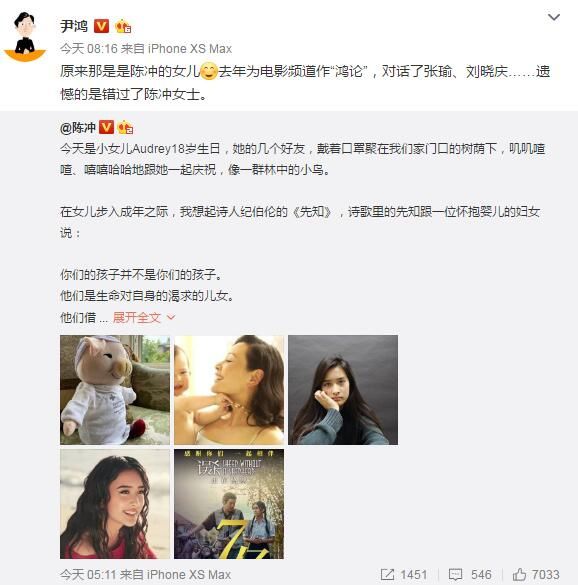 尹鸿
今天 08:16 来自 iPhone XS Max
原来那是是陈冲的女儿去年为电影频道作“鸿论”，对话了张瑜、刘晓庆……遗
憾的是错过了陈冲女士。
@陈冲
今天是小女儿Audrey18岁生日，她的几个好友，戴着口罩聚在我们家门口的树荫下，叽叽喳
喳、嘻嘻哈哈地跟她一起庆祝，像一群林中的小鸟。
在女儿步入成年之际，我想起诗人纪伯伦的《先知》，诗歌里的先知跟一位怀抱婴儿的妇女
说：
你们的孩子并不是你们的孩子。
他们是生命对自身的渴求的儿女。
他们借 ... 展开全文
感谢你们 一起相伴
误杀
SHEEP WITHOUT
A SHEPHERD
7亿
今天 05:11 来自 iPhone XS Max
1451
546
7033